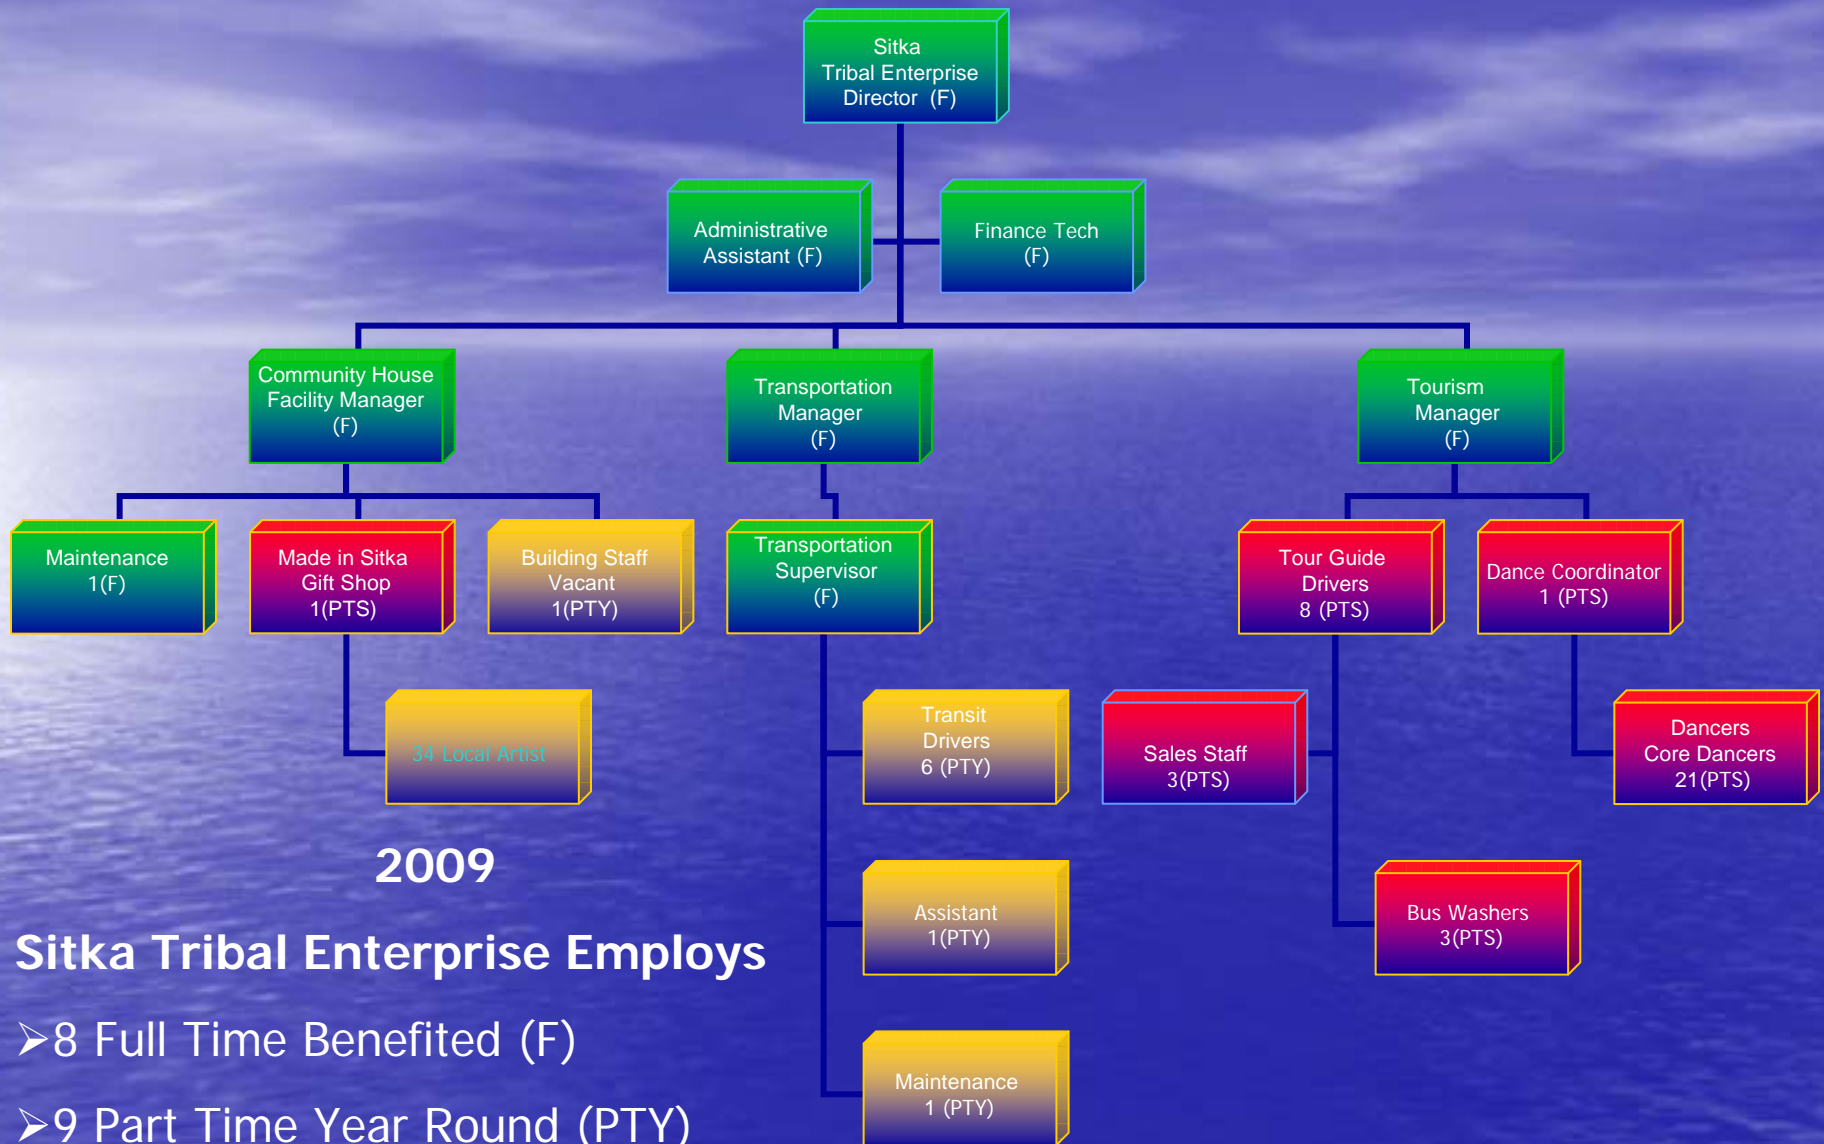 Sitka
Tribal Enterprise
Director (F)
Administrative
Assistant (F)
Finance Tech
(F)
Community House
Facility Manager
(F)
Transportation
Manager
(F)
Tourism
Manager
(F)
Maintenance
1(F)
Made in Sitka
Gift Shop
1(PTS)
Building Staff
Vacant
1(PTY)
Transportation
Supervisor
(F)
Tour Guide
Drivers
8 (PTS)
Dance Coordinator
1 (PTS)
34 Local Artist
Transit
Drivers
6 (PTY)
Sales Staff
3(PTS)
Dancers
Core Dancers
21(PTS)
Assistant
1(PTY)
Bus Washers
3(PTS)
Maintenance
1 (PTY)
2009
Sitka Tribal Enterprise Employs
➢8 Full Time Benefited (F)
➢9 Part Time Year Round (PTY)